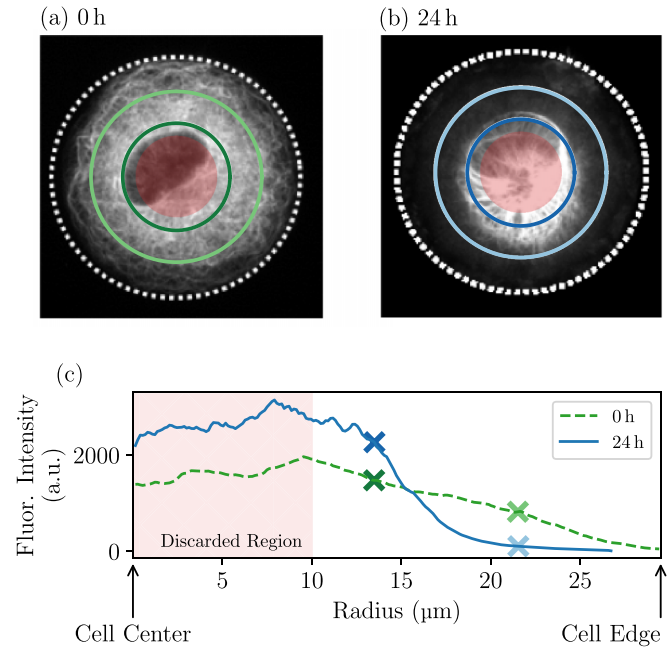 (a) 0 h
(b) 24 h
(c)
Fluor. Intensity
(a.u.)
2000
0
Discarded Region
0 h
24 h
5
10
15
20
25
Radius (µm)
Cell Center
Cell Edge